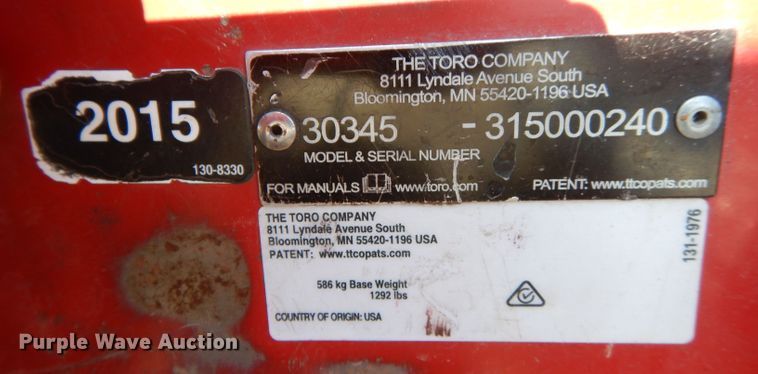 2015
130-8330
THE TORO COMPANY
8111 Lyndale Avenue South
Bloomington, MN 55420-1196 USA
30345 - 315000240
MODEL & SERIAL NUMBER
FOR MANUALS www.toro.com PATENT: www.ttcopats.com
THE TORO COMPANY
8111 Lyndale Avenue South
Bloomington, MN 55420-1196 USA
PATENT: www.ttcopats.com
586 kg Base Weight
1292 lbs
COUNTRY OF ORIGIN: USA
131-1976
Purple Wave Auction